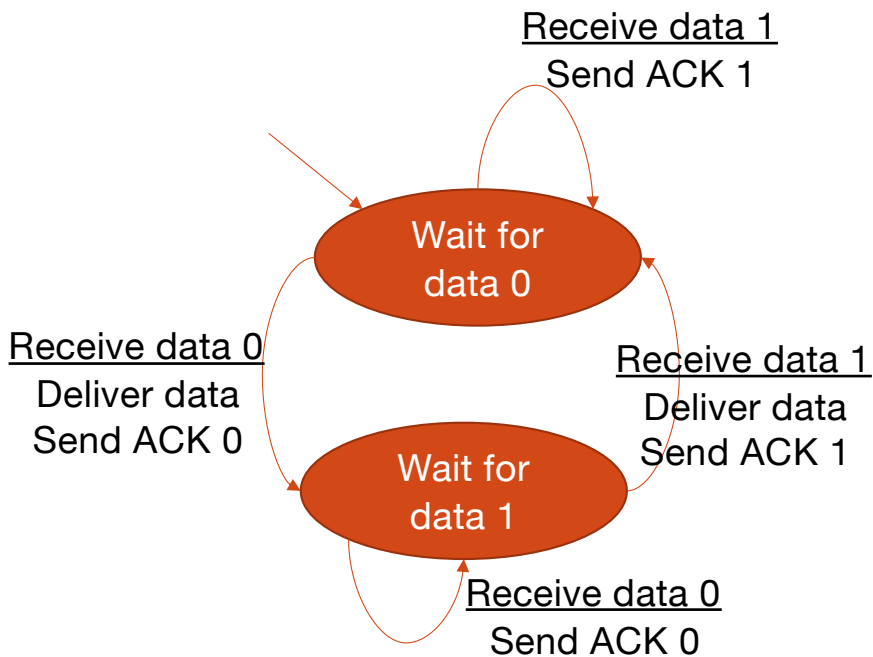 Receive data 1
Send ACK 1
Wait for
data 0
Receive data 0
Deliver data
Send ACK 0
Receive data 1
Deliver data
Send ACK 1
Wait for
data 1
Receive data 0
Send ACK 0